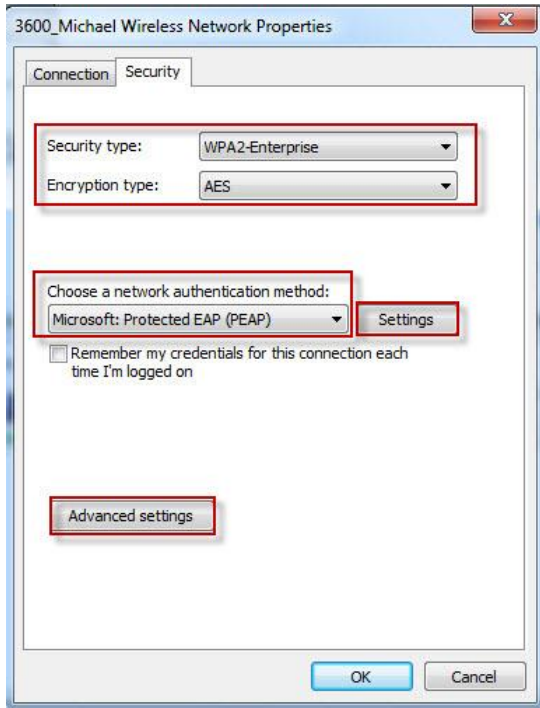 3600_Michael Wireless Network Properties
X
Connection Security
Security type: WPA2-Enterprise
Encryption type: AES
Choose a network authentication method:
Microsoft: Protected EAP (PEAP) Settings
Remember my credentials for this connection each
time I'm logged on
Advanced settings
OK Cancel